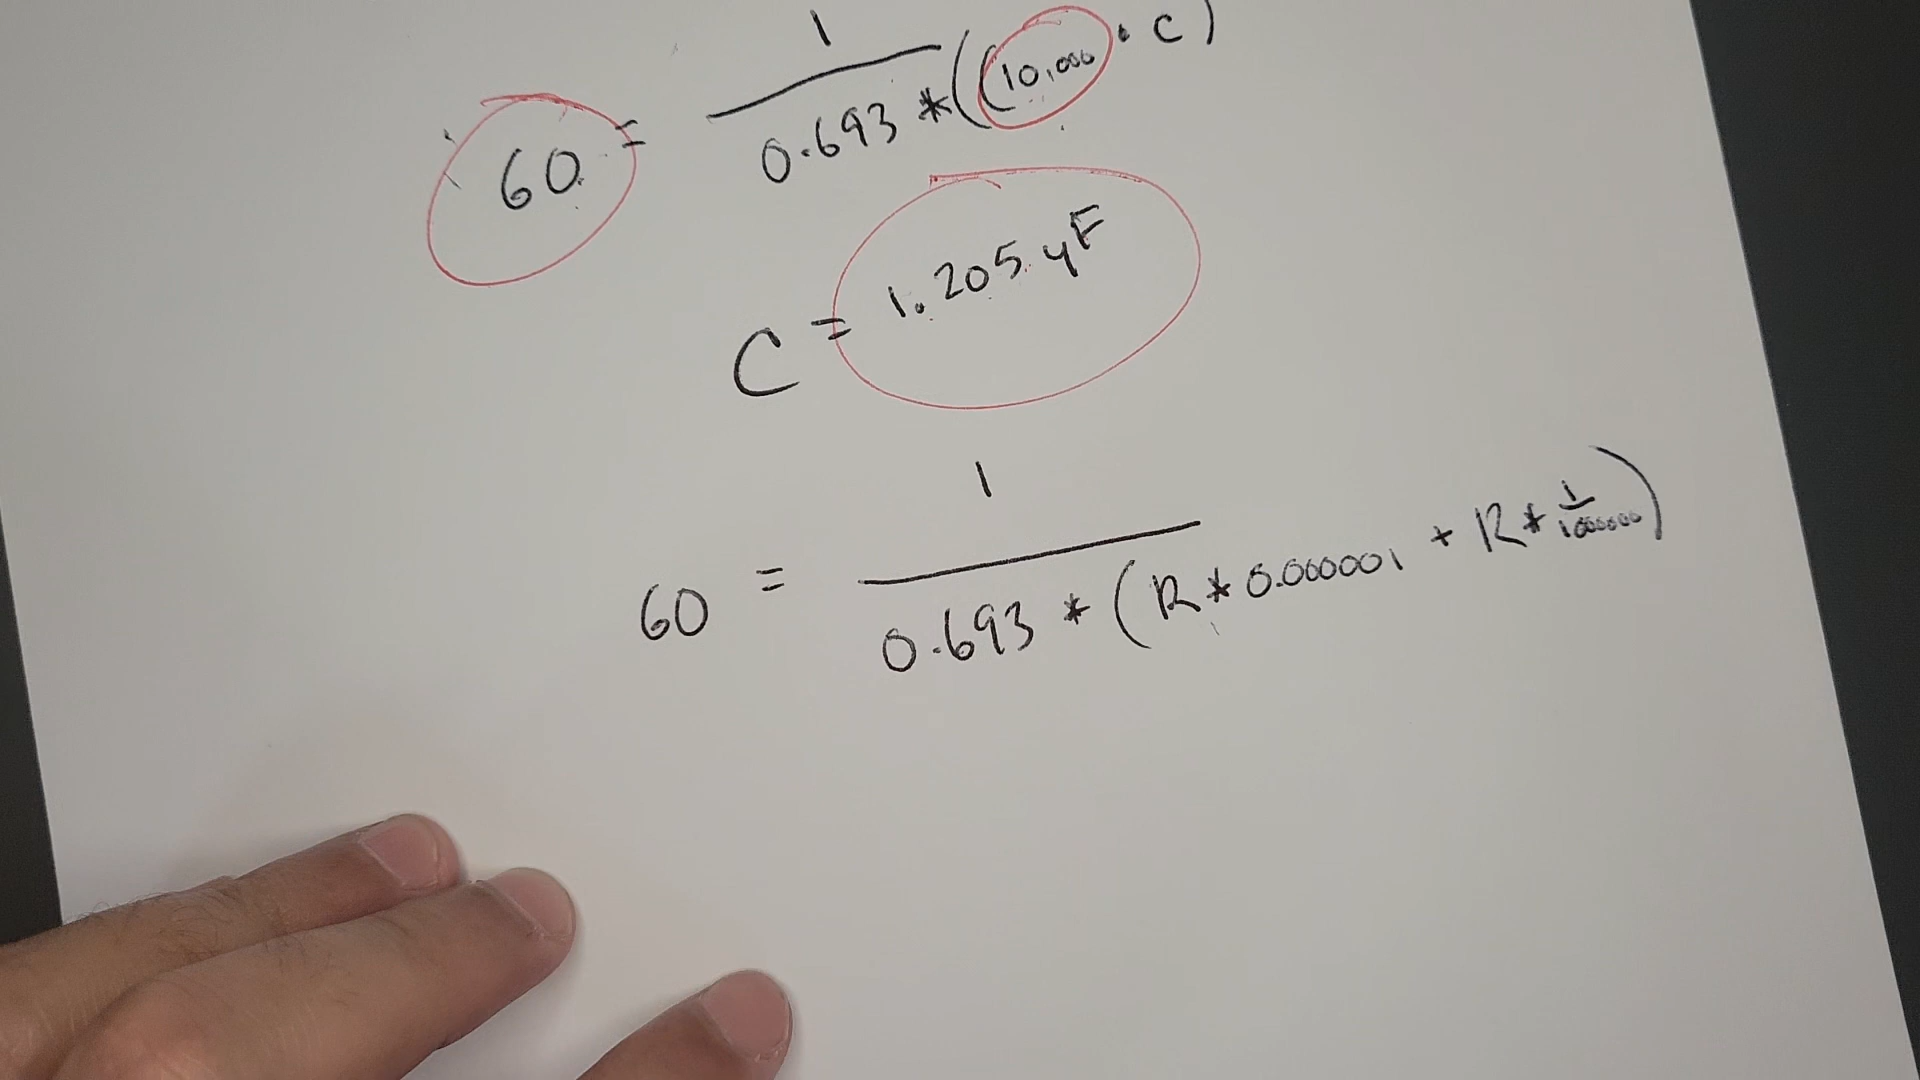 60 = 1 / 0.693 * ((10,000 • C)
C = 1.205 μF
60 = 1 / 0.693 * (R * 0.000001 + R * 1/1000000)